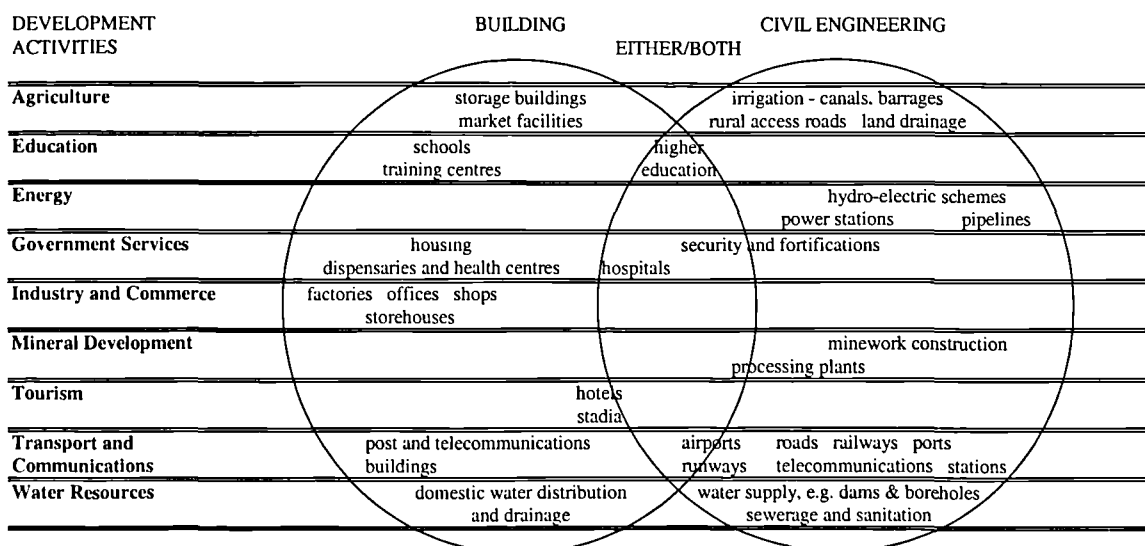 DEVELOPMENT BUILDING CIVIL ENGINEERING
ACTIVITIES EITHER/BOTH
Agriculture storage buildings irrigation - canals, barrages
market facilities rural access roads land drainage
Education schools higher
training centres education
Energy hydro-electric schemes
power stations pipelines
Government Services housing security and fortifications
dispensaries and health centres hospitals
Industry and Commerce factories offices shops
storehouses
Mineral Development minework construction
processing plants
Tourism hotels
stadia
Transport and post and telecommunications airports roads railways ports
Communications buildings runways telecommunications stations
Water Resources domestic water distribution water supply, e.g. dams & boreholes
and drainage sewerage and sanitation